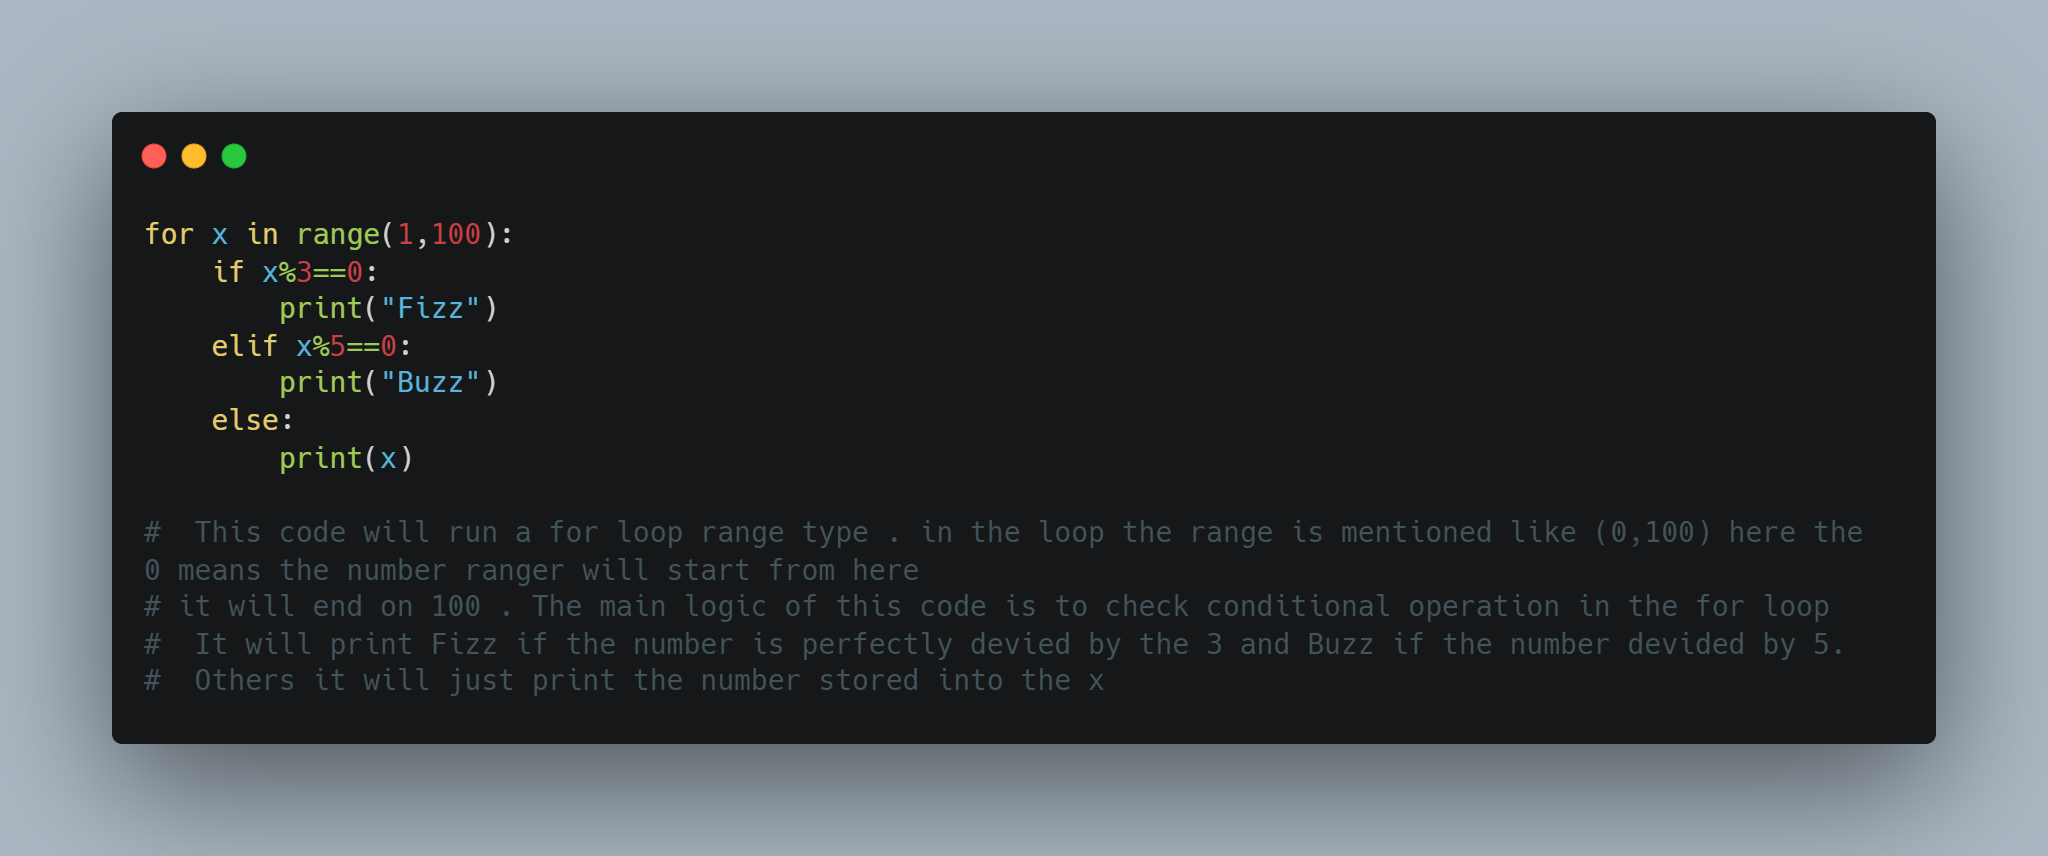 for x in range(1,100):
    if x%3==0:
        print("Fizz")
    elif x%5==0:
        print("Buzz")
    else:
        print(x)

#  This code will run a for loop range type . in the loop the range is mentioned like (0,100) here the
0 means the number ranger will start from here
# it will end on 100 . The main logic of this code is to check conditional operation in the for loop
#  It will print Fizz if the number is perfectly devied by the 3 and Buzz if the number devided by 5.
#  Others it will just print the number stored into the x